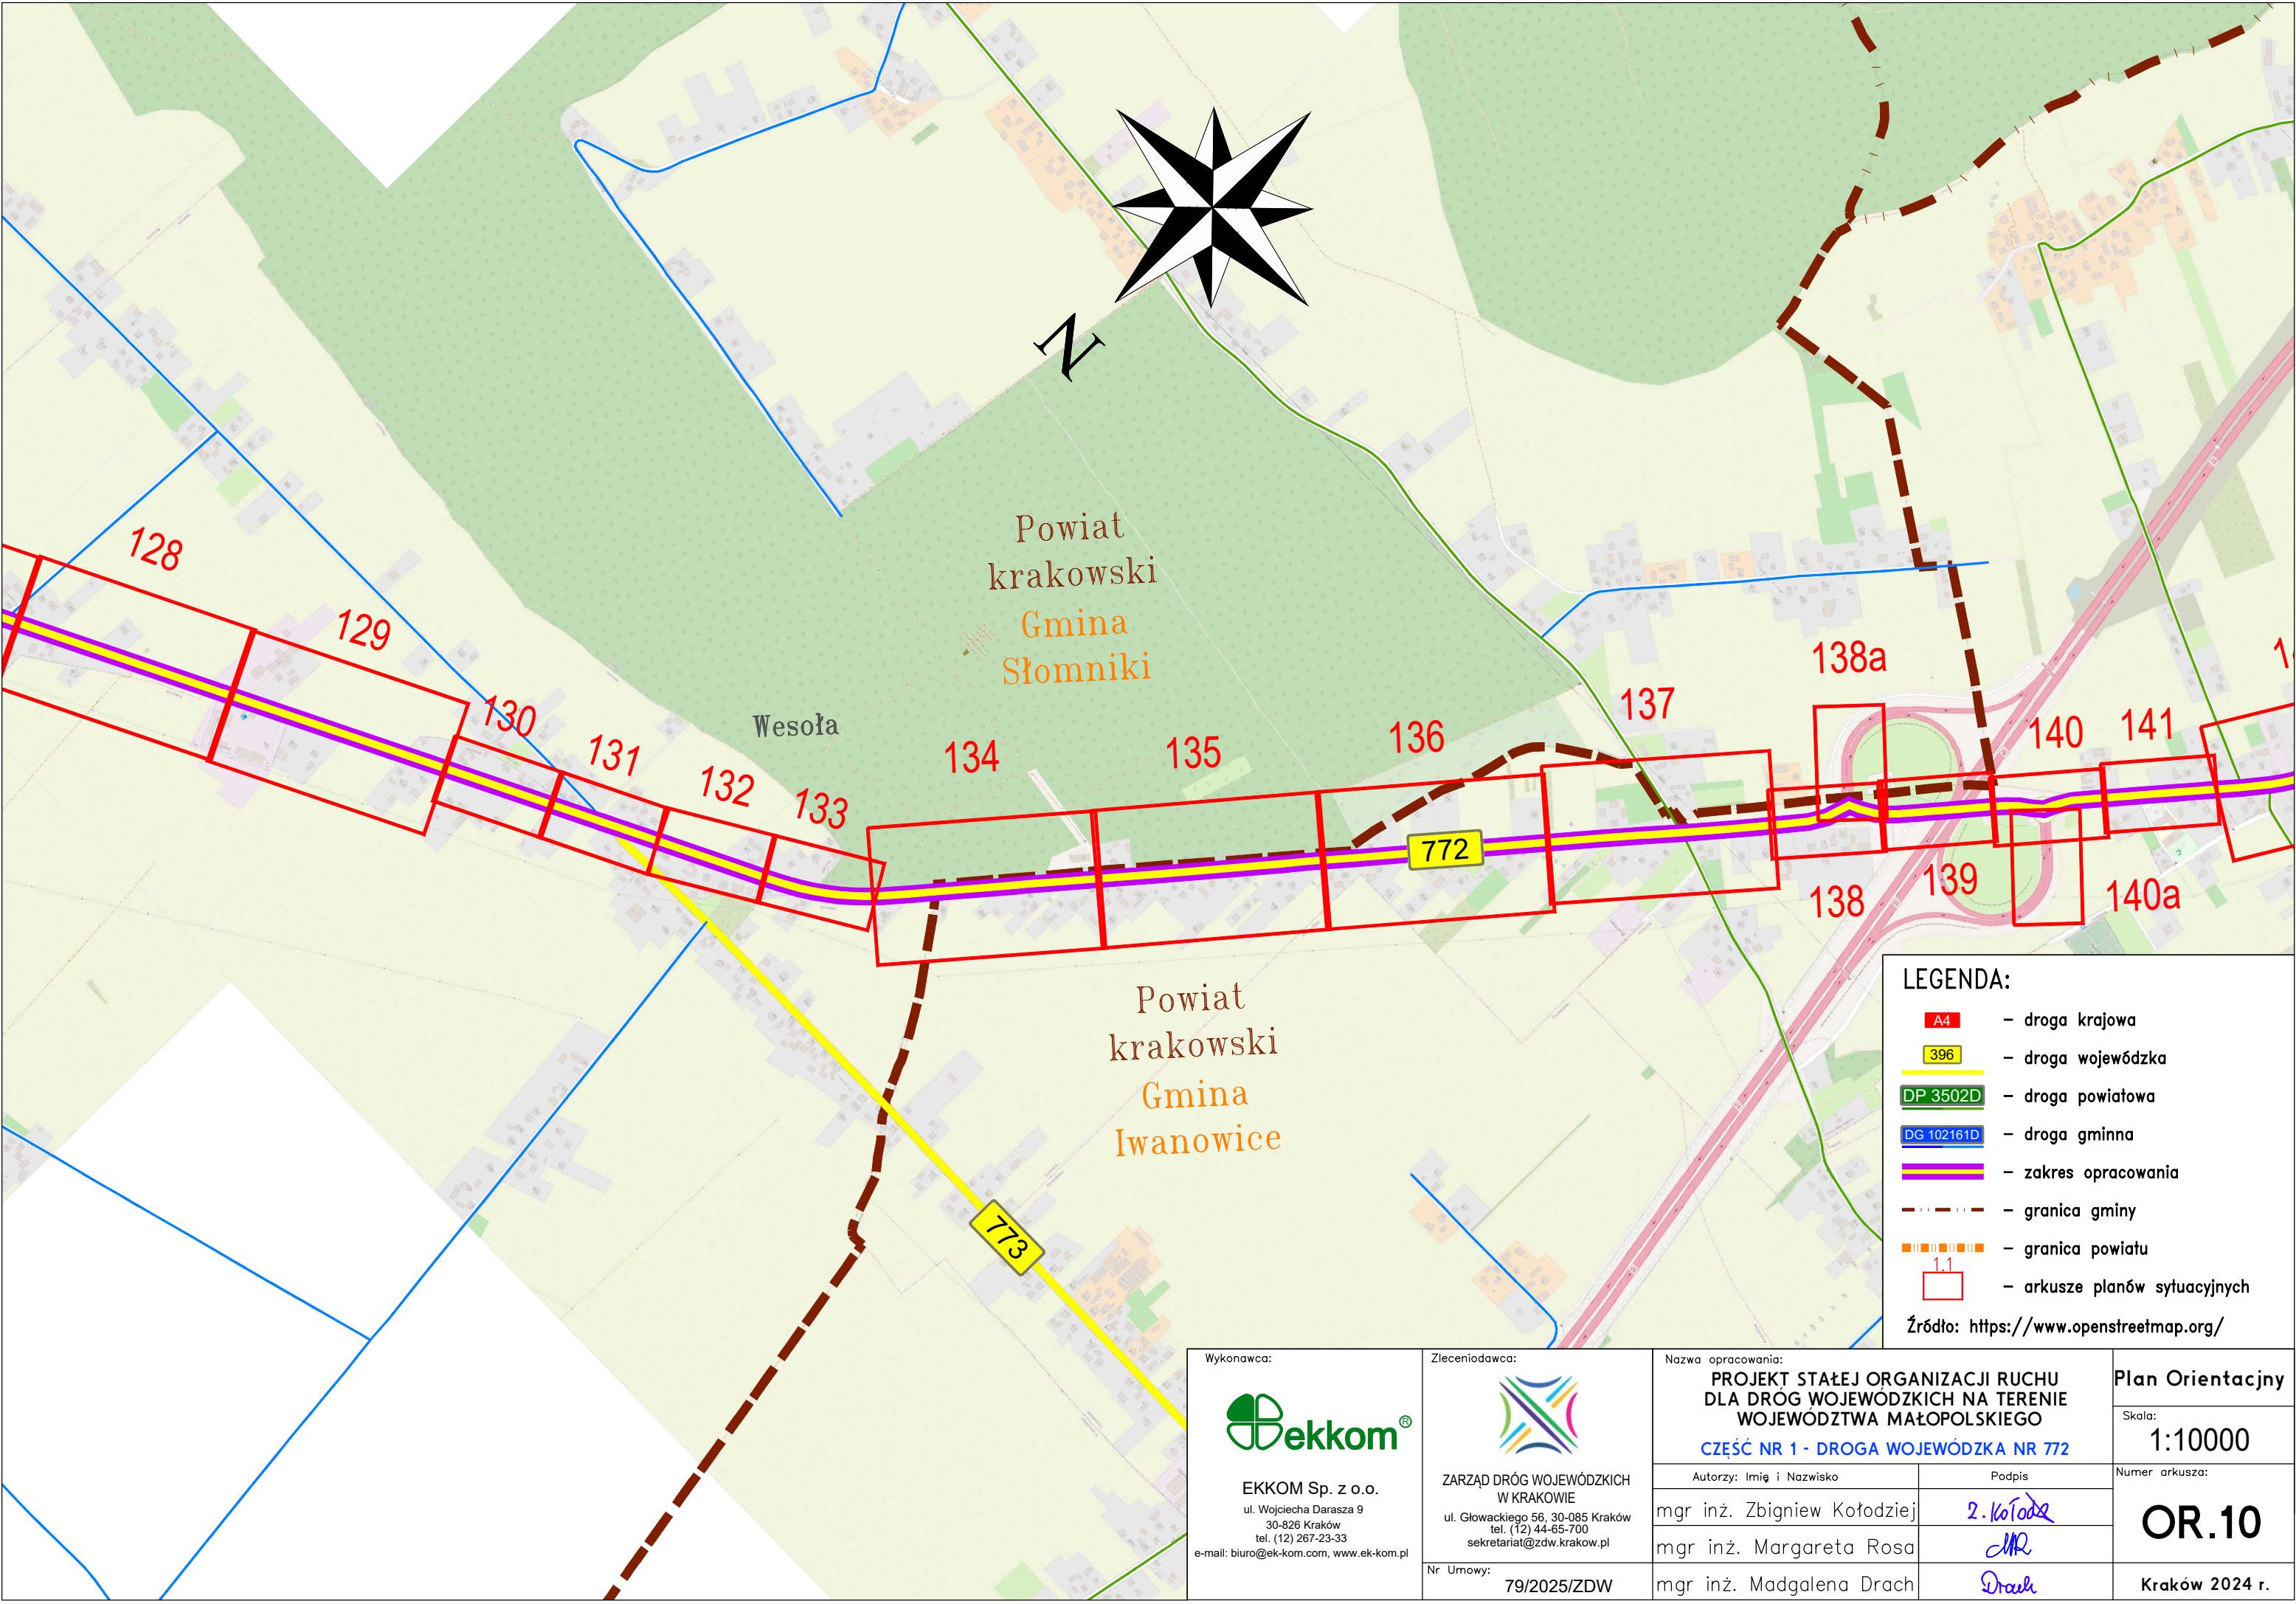 128
129
130
131
132
133
134
135
136
137
138a
138
139
140
141
140a
Powiat
krakowski
Gmina
Słomniki
Wesoła
772
Powiat
krakowski
Gmina
Iwanowice
773
N
LEGENDA:
A4 – droga krajowa
396 – droga wojewódzka
DP 3502D – droga powiatowa
DG 102161D – droga gminna
– zakres opracowania
– granica gminy
– granica powiatu
1.1
– arkusze planów sytuacyjnych
Źródło: https://www.openstreetmap.org/
Wykonawca:
ekkom®
EKKOM Sp. z o.o.
ul. Wojciecha Darasza 9
30-826 Kraków
tel. (12) 267-23-33
e-mail: biuro@ek-kom.com, www.ek-kom.pl
Zleceniodawca:
ZARZĄD DRÓG WOJEWÓDZKICH
W KRAKOWIE
ul. Głowackiego 56, 30-085 Kraków
tel. (12) 44-65-700
sekretariat@zdw.krakow.pl
Nr Umowy:
79/2025/ZDW
Nazwa opracowania:
PROJEKT STAŁEJ ORGANIZACJI RUCHU
DLA DRÓG WOJEWÓDZKICH NA TERENIE
WOJEWÓDZTWA MAŁOPOLSKIEGO
CZĘŚĆ NR 1 - DROGA WOJEWÓDZKA NR 772
Autorzy: Imię i Nazwisko
Podpis
mgr inż. Zbigniew Kołodziej
mgr inż. Margareta Rosa
mgr inż. Madgalena Drach
Drach
Plan Orientacjny
Skala:
1:10000
Numer arkusza:
OR.10
Kraków 2024 r.